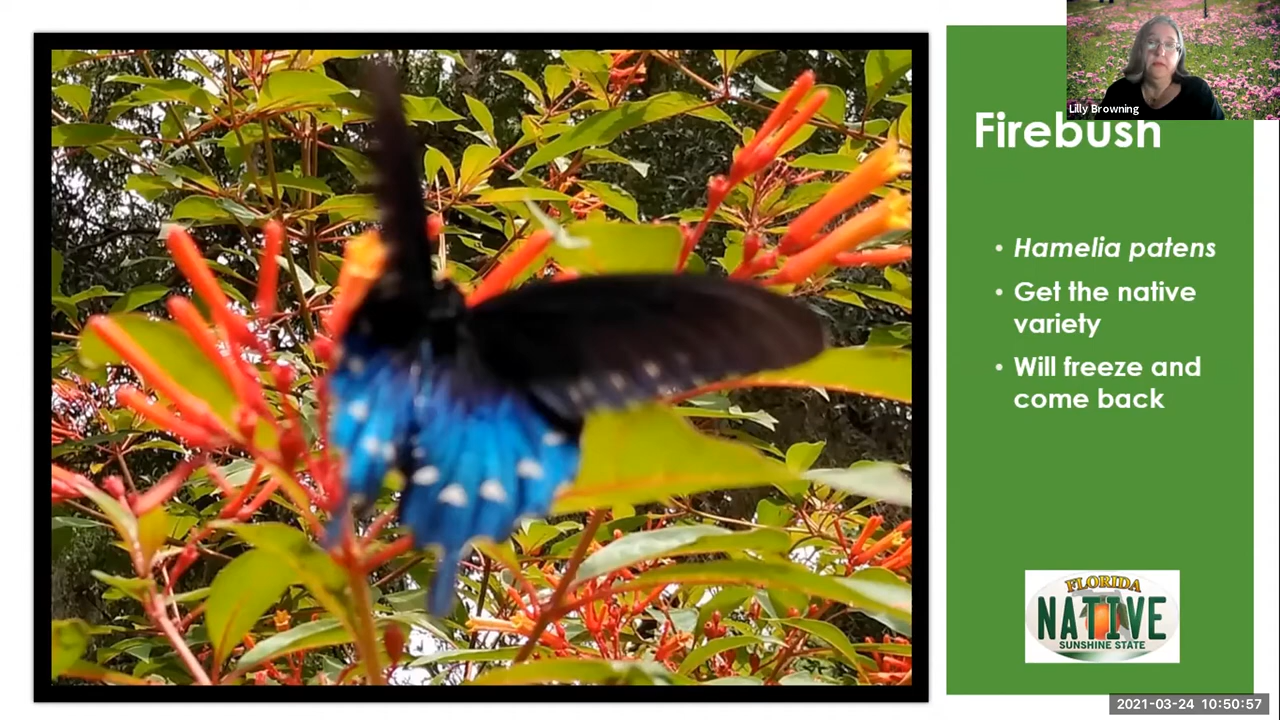 Lilly Browning
Firebush
• Hamelia patens
• Get the native
variety
• Will freeze and
come back
FLORIDA
NATIVE
SUNSHINE STATE
2021-03-24 10:50:57